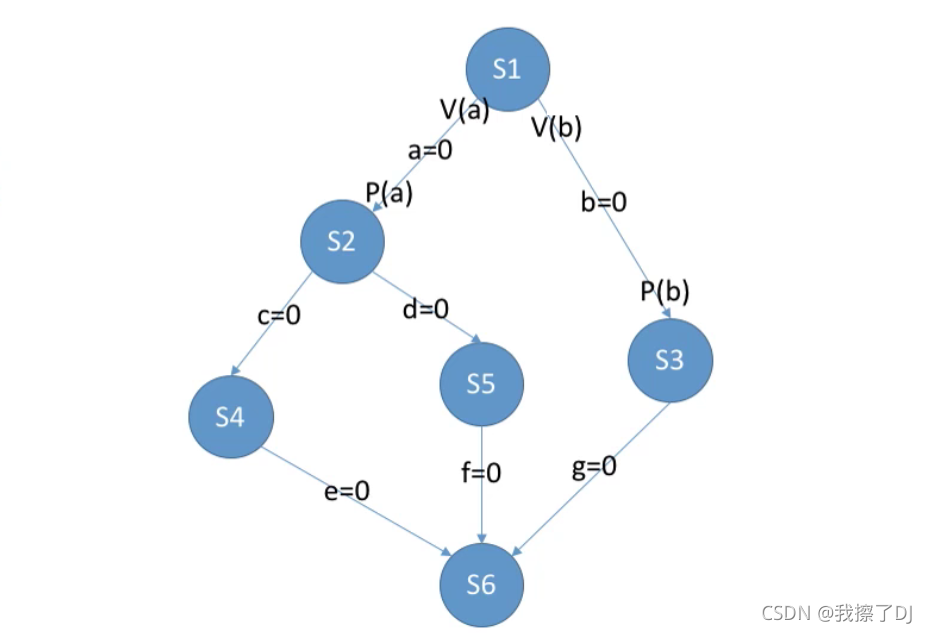 S1
V(a)
V(b)
a=0
P(a)
b=0
S2
P(b)
c=0
d=0
S3
S5
S4
f=0
g=0
e=0
S6
CSDN @我擦了DJ